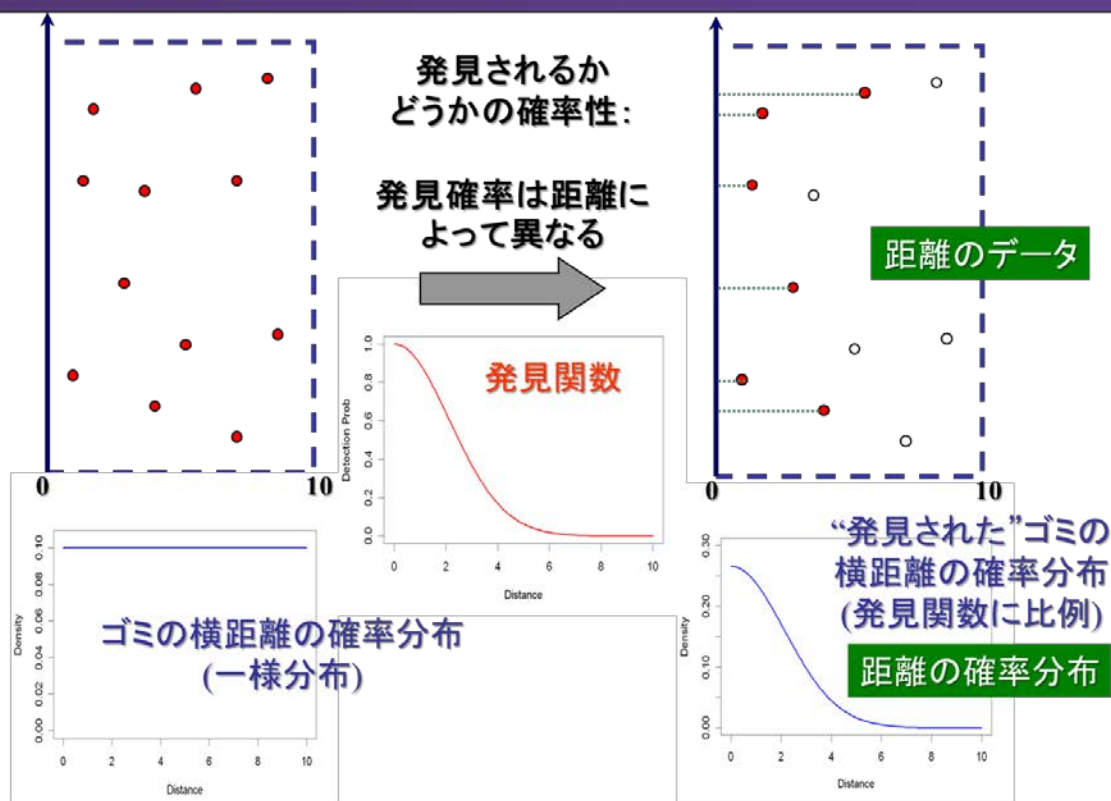 発見されるか
どうかの確率性:
発見確率は距離に
よって異なる
距離のデータ
0
10
発見関数
Detection Prob
1.0
0.8
0.6
0.4
0.2
0.0
0 2 4 6 8 10
Distance
0
10
ゴミの横距離の確率分布
(一様分布)
Density
0.10
0.08
0.06
0.04
0.02
0.00
0 2 4 6 8 10
Distance
“発見された”ゴミの
横距離の確率分布
(発見関数に比例)
距離の確率分布
Density
0.30
0.20
0.10
0.00
0 2 4 6 8 10
Distance